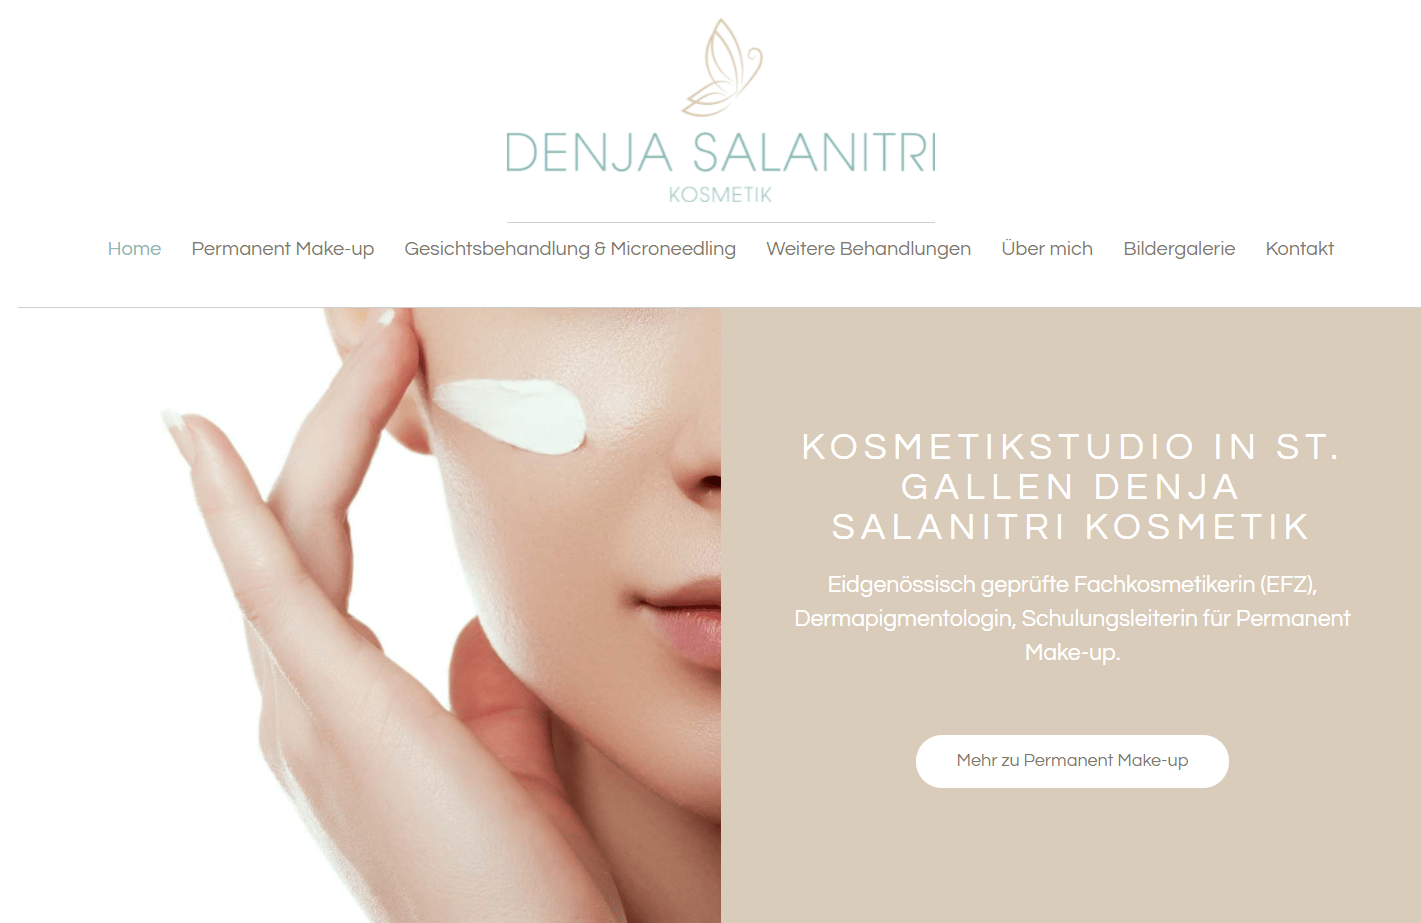 DENJA SALANITRI
KOSMETIK
Home Permanent Make-up Gesichtsbehandlung & Microneedling Weitere Behandlungen Über mich Bildergalerie Kontakt
KOSMETIKSTUDIO IN ST.
GALLEN DENJA
SALANITRI KOSMETIK
Eidgenössisch geprüfte Fachkosmetikerin (EFZ),
Dermapigmentologin, Schulungsleiterin für Permanent
Make-up.
Mehr zu Permanent Make-up